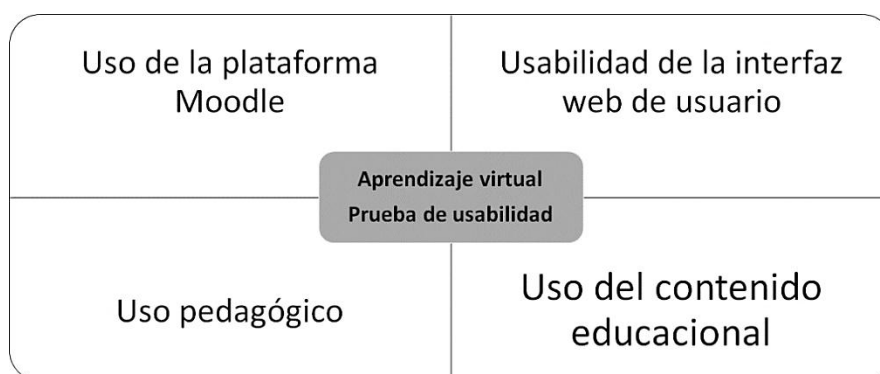 Uso de la plataforma
Moodle
Usabilidad de la interfaz
web de usuario
Aprendizaje virtual
Prueba de usabilidad
Uso pedagógico
Uso del contenido
educacional